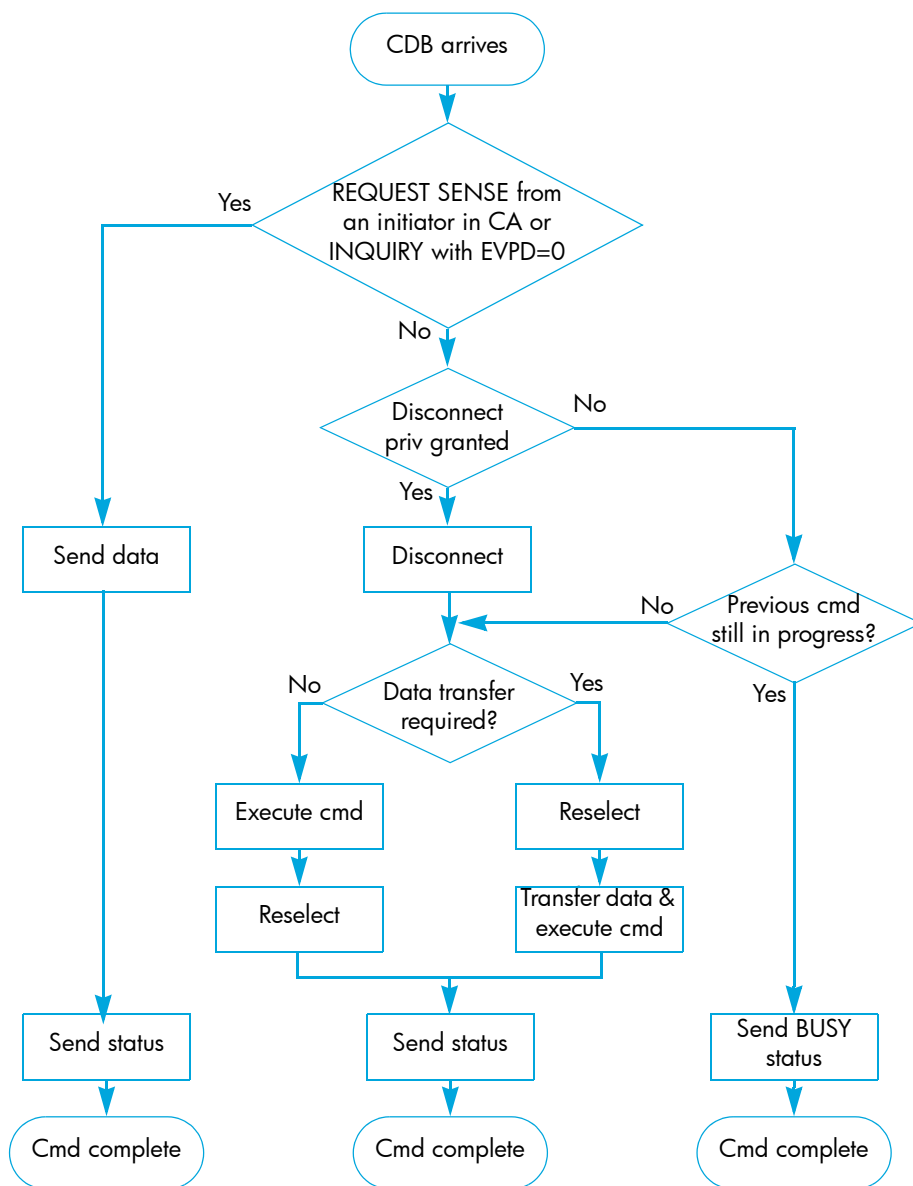 CDB arrives
Yes
REQUEST SENSE from
an initiator in CA or
INQUIRY with EVPD=0
No
Disconnect
priv granted
No
Yes
Send data
Disconnect
No
Previous cmd
still in progress?
No
Data transfer
required?
Yes
Yes
Execute cmd
Reselect
Reselect
Transfer data &
execute cmd
Send status
Send status
Send BUSY
status
Cmd complete
Cmd complete
Cmd complete